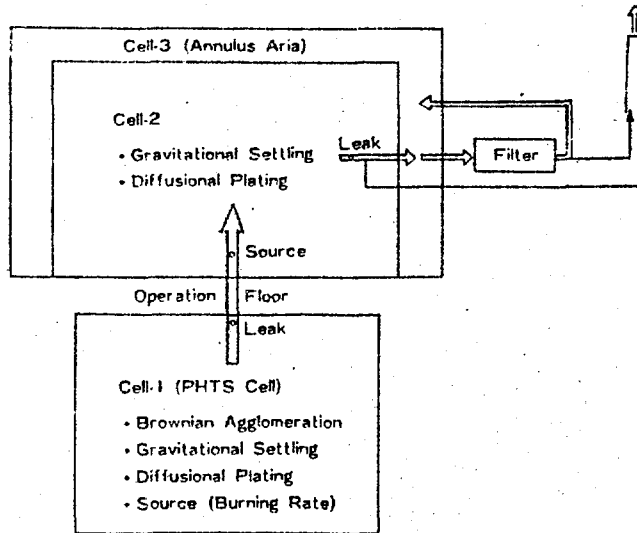 Cell-3 (Annulus Aria)
Cell-2
• Gravitational Settling
• Diffusional Plating
Leak
Filter
Source
Operation Floor
Leak
Cell-1 (PHTS Cell)
• Brownian Agglomeration
• Gravitational Settling
• Diffusional Plating
• Source (Burning Rate)